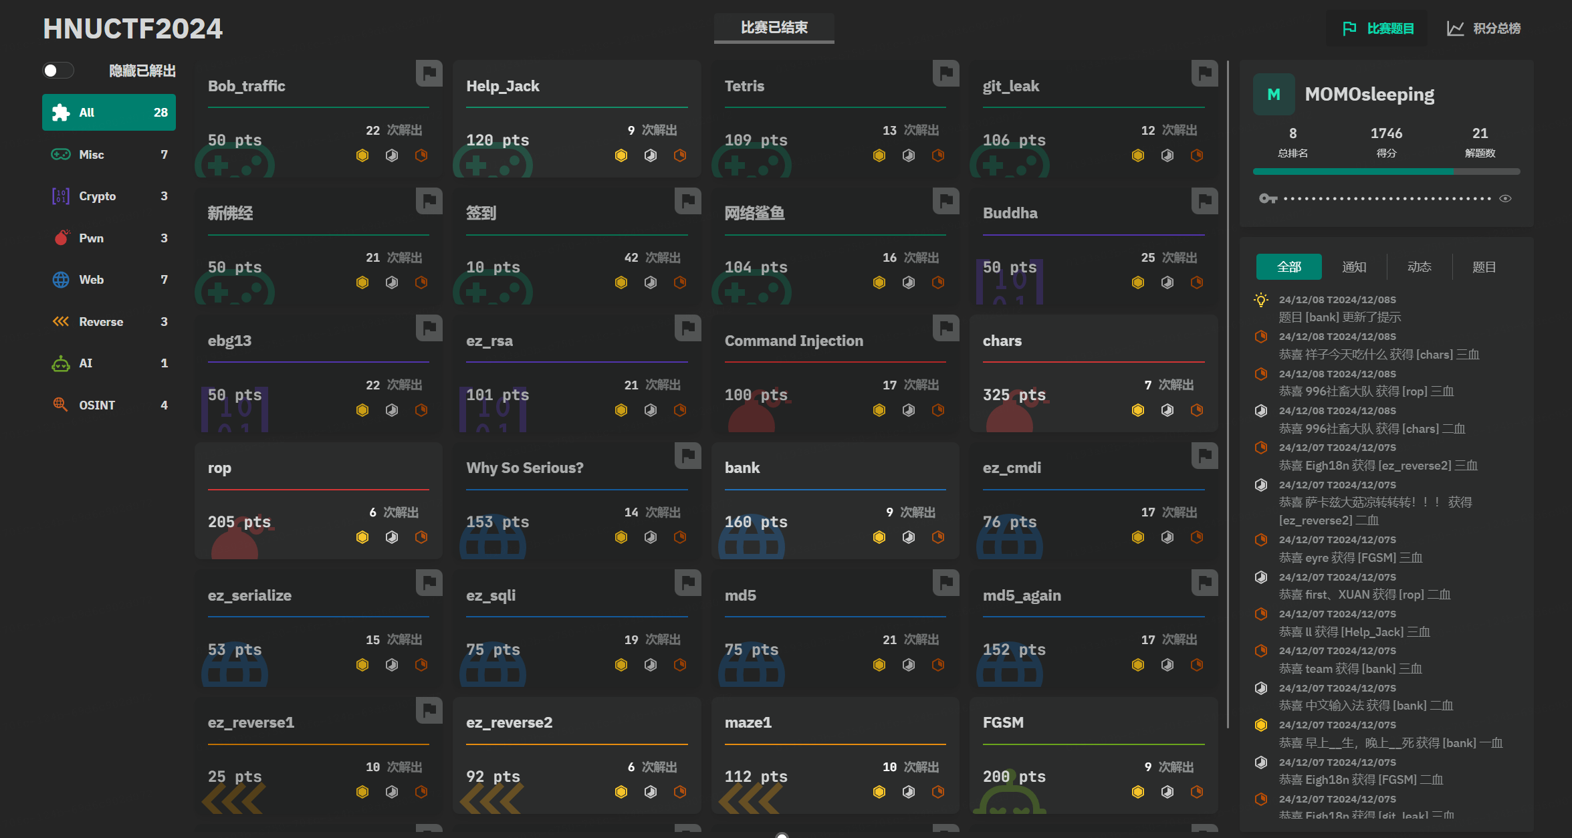 HNUCTF2024
比赛已结束
比赛题目
积分总榜
隐藏已解出
All 28
Misc 7
Crypto 3
Pwn 3
Web 7
Reverse 3
AI 1
OSINT 4
Bob_traffic
22 次解出
50 pts
Help_Jack
9 次解出
120 pts
Tetris
13 次解出
109 pts
git_leak
12 次解出
106 pts
新佛经
21 次解出
50 pts
签到
42 次解出
10 pts
网络鲨鱼
16 次解出
104 pts
Buddha
25 次解出
50 pts
ebg13
22 次解出
50 pts
ez_rsa
21 次解出
101 pts
Command Injection
17 次解出
100 pts
chars
7 次解出
325 pts
rop
6 次解出
205 pts
Why So Serious?
14 次解出
153 pts
bank
9 次解出
160 pts
ez_cmdi
17 次解出
76 pts
ez_serialize
15 次解出
53 pts
ez_sqli
19 次解出
75 pts
md5
21 次解出
75 pts
md5_again
17 次解出
152 pts
ez_reverse1
10 次解出
25 pts
ez_reverse2
6 次解出
92 pts
maze1
10 次解出
112 pts
FGSM
9 次解出
200 pts
M
MOMOsleeping
8 1746 21
总排名 得分 解题数
全部 通知 动态 题目
24/12/08 T2024/12/08S
题目 [bank] 更新了提示
24/12/08 T2024/12/08S
恭喜 祥子今天吃什么 获得 [chars] 三血
24/12/08 T2024/12/08S
恭喜 996社畜大队 获得 [rop] 三血
24/12/08 T2024/12/08S
恭喜 996社畜大队 获得 [chars] 二血
24/12/07 T2024/12/07S
恭喜 Eigh18n 获得 [ez_reverse2] 三血
24/12/07 T2024/12/07S
恭喜 萨卡兹大菇凉转转转！！！ 获得
[ez_reverse2] 二血
24/12/07 T2024/12/07S
恭喜 eyre 获得 [FGSM] 三血
24/12/07 T2024/12/07S
恭喜 first、XUAN 获得 [rop] 二血
24/12/07 T2024/12/07S
恭喜 ll 获得 [Help_Jack] 三血
24/12/07 T2024/12/07S
恭喜 team 获得 [bank] 三血
24/12/07 T2024/12/07S
恭喜 中文输入法 获得 [bank] 二血
24/12/07 T2024/12/07S
恭喜 早上__生，晚上__死 获得 [bank] 一血
24/12/07 T2024/12/07S
恭喜 Eigh18n 获得 [FGSM] 二血
24/12/07 T2024/12/07S
恭喜 Eigh18n 获得 [git_leak] 三血